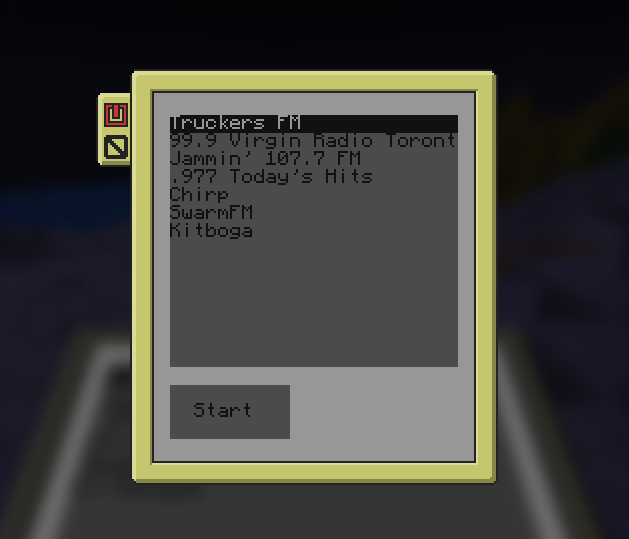 Truckers FM
99.9 Virgin Radio Toront
Jammin' 107.7 FM
.977 Today's Hits
Chirp
SwarmFM
Kitboga
Start